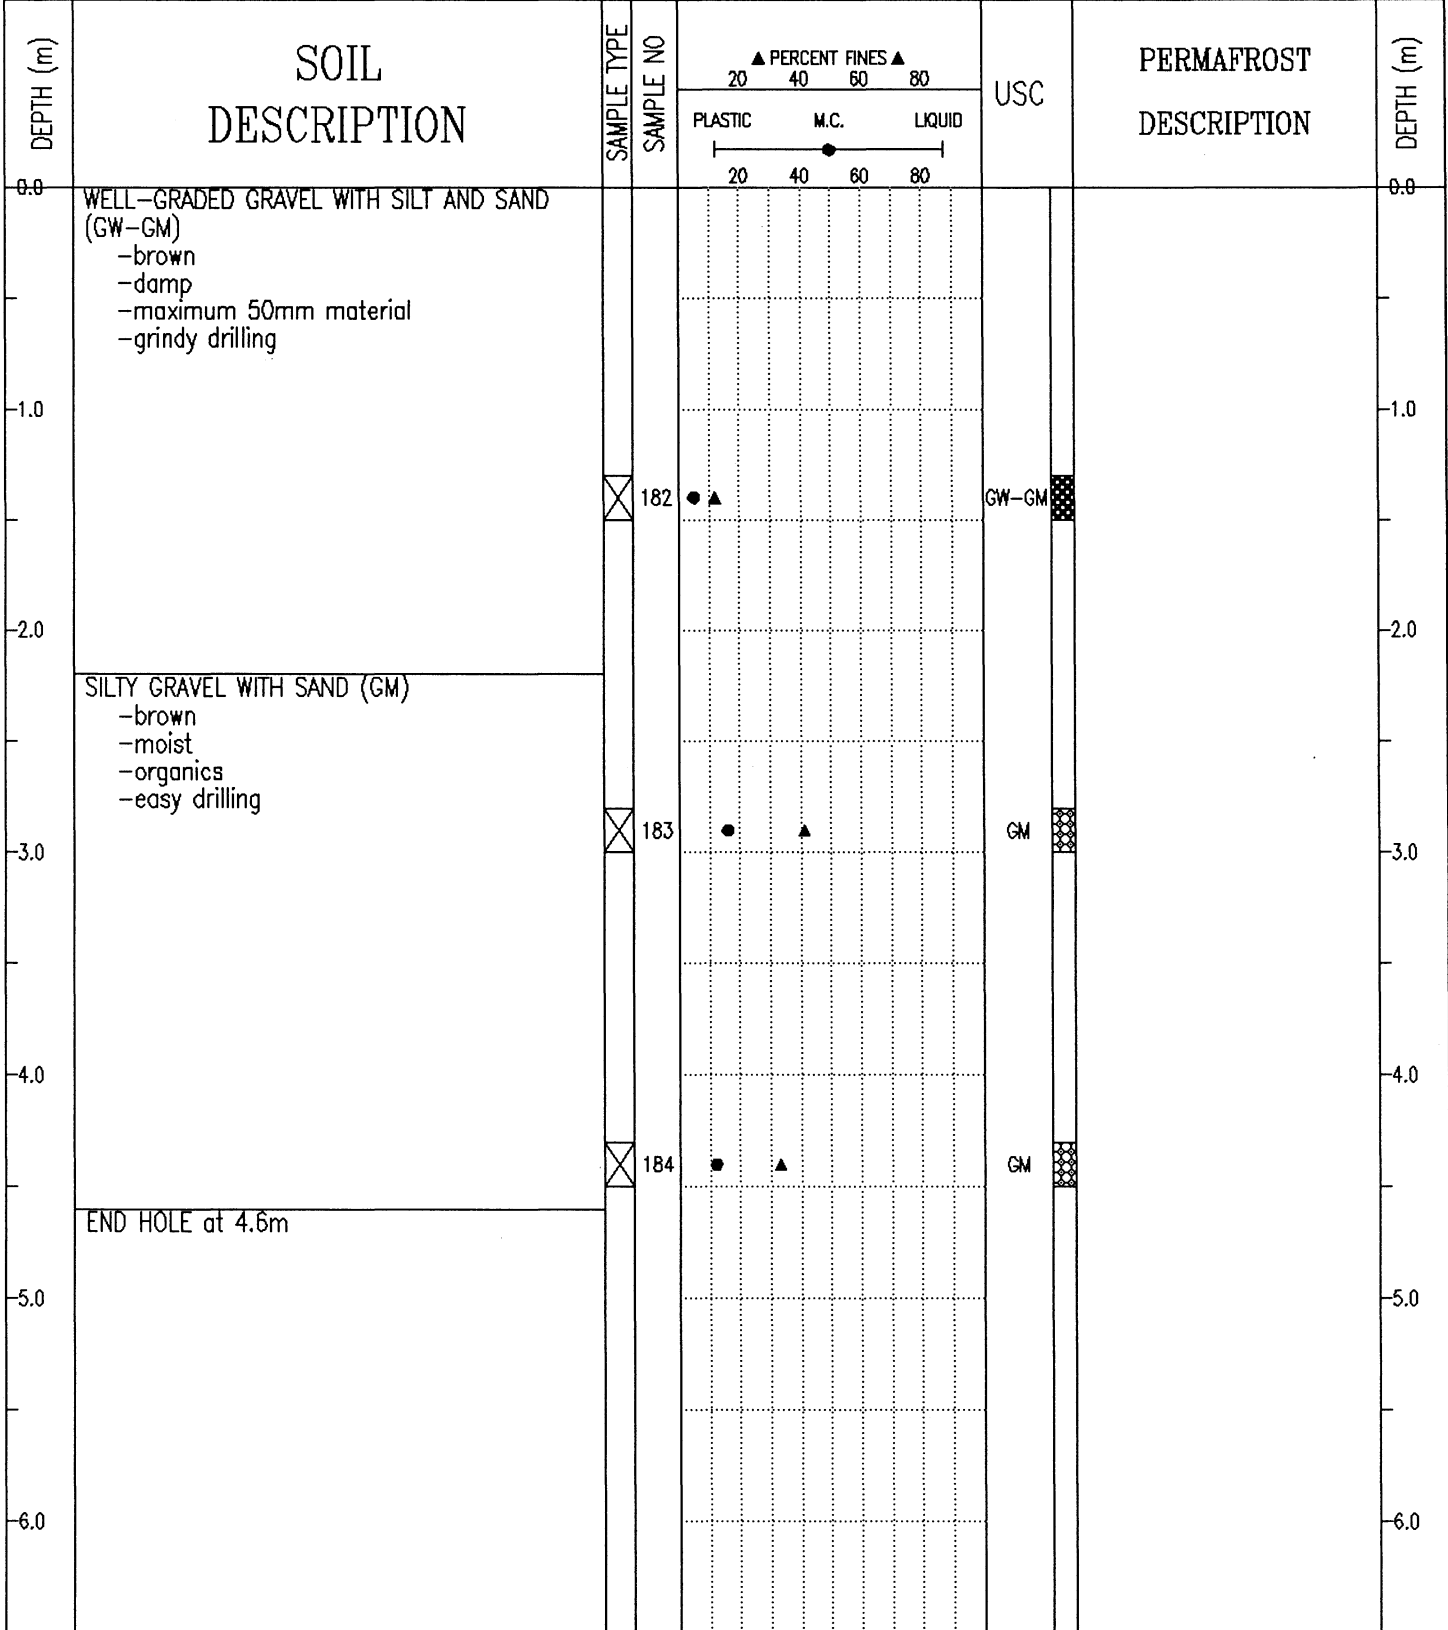 DEPTH (m)
SOIL
DESCRIPTION
SAMPLE TYPE
SAMPLE NO
▲ PERCENT FINES ▲
20 40 60 80
PLASTIC M.C. LIQUID
20 40 60 80
USC
PERMAFROST
DESCRIPTION
DEPTH (m)
0.0 0.0
WELL-GRADED GRAVEL WITH SILT AND SAND
(GW-GM)
-brown
-damp
-maximum 50mm material
-grindy drilling
1.0 1.0
182 GW-GM
2.0 2.0
SILTY GRAVEL WITH SAND (GM)
-brown
-moist
-organics
-easy drilling
183 GM
3.0 3.0
4.0 4.0
184 GM
END HOLE at 4.6m
5.0 5.0
6.0 6.0